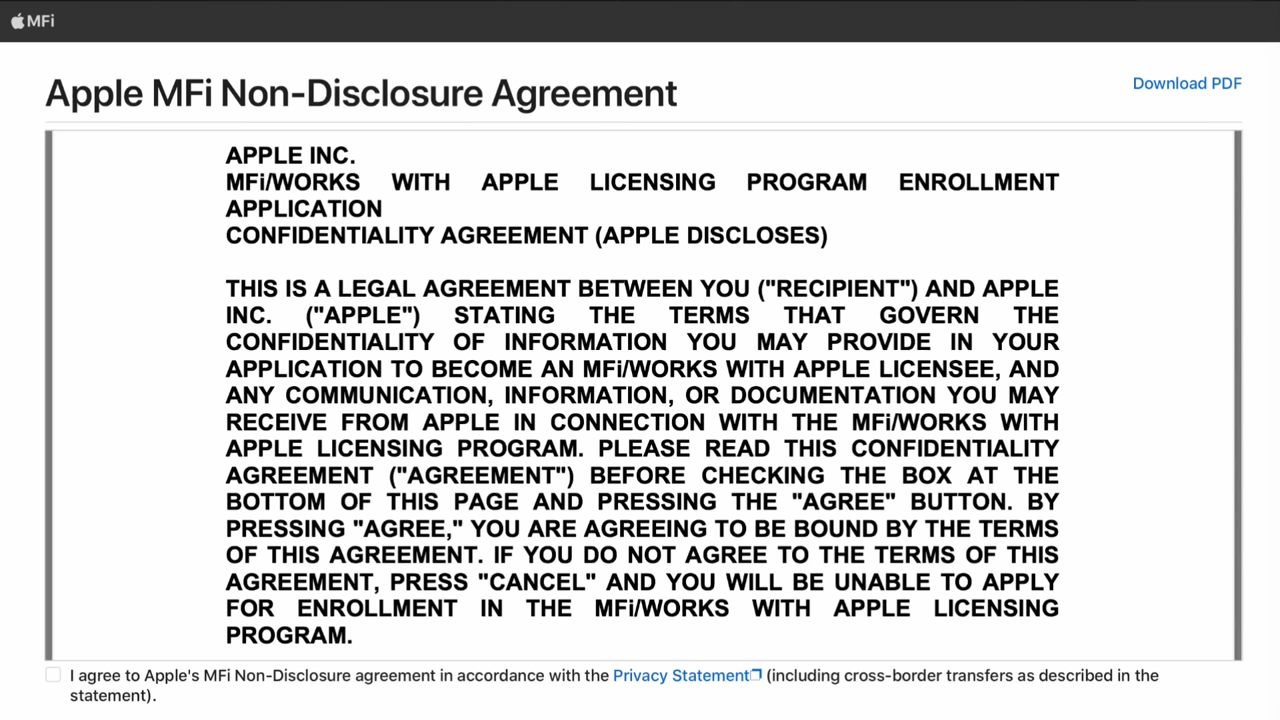 MFi
Apple MFi Non-Disclosure Agreement
Download PDF
APPLE INC.
MFi/WORKS WITH APPLE LICENSING PROGRAM ENROLLMENT
APPLICATION
CONFIDENTIALITY AGREEMENT (APPLE DISCLOSES)
THIS IS A LEGAL AGREEMENT BETWEEN YOU ("RECIPIENT") AND APPLE
INC. ("APPLE") STATING THE TERMS THAT GOVERN THE
CONFIDENTIALITY OF INFORMATION YOU MAY PROVIDE IN YOUR
APPLICATION TO BECOME AN MFi/WORKS WITH APPLE LICENSEE, AND
ANY COMMUNICATION, INFORMATION, OR DOCUMENTATION YOU MAY
RECEIVE FROM APPLE IN CONNECTION WITH THE MFi/WORKS WITH
APPLE LICENSING PROGRAM. PLEASE READ THIS CONFIDENTIALITY
AGREEMENT ("AGREEMENT") BEFORE CHECKING THE BOX AT THE
BOTTOM OF THIS PAGE AND PRESSING THE "AGREE" BUTTON. BY
PRESSING "AGREE," YOU ARE AGREEING TO BE BOUND BY THE TERMS
OF THIS AGREEMENT. IF YOU DO NOT AGREE TO THE TERMS OF THIS
AGREEMENT, PRESS "CANCEL" AND YOU WILL BE UNABLE TO APPLY
FOR ENROLLMENT IN THE MFi/WORKS WITH APPLE LICENSING
PROGRAM.
I agree to Apple's MFi Non-Disclosure agreement in accordance with the Privacy Statement (including cross-border transfers as described in the
statement).